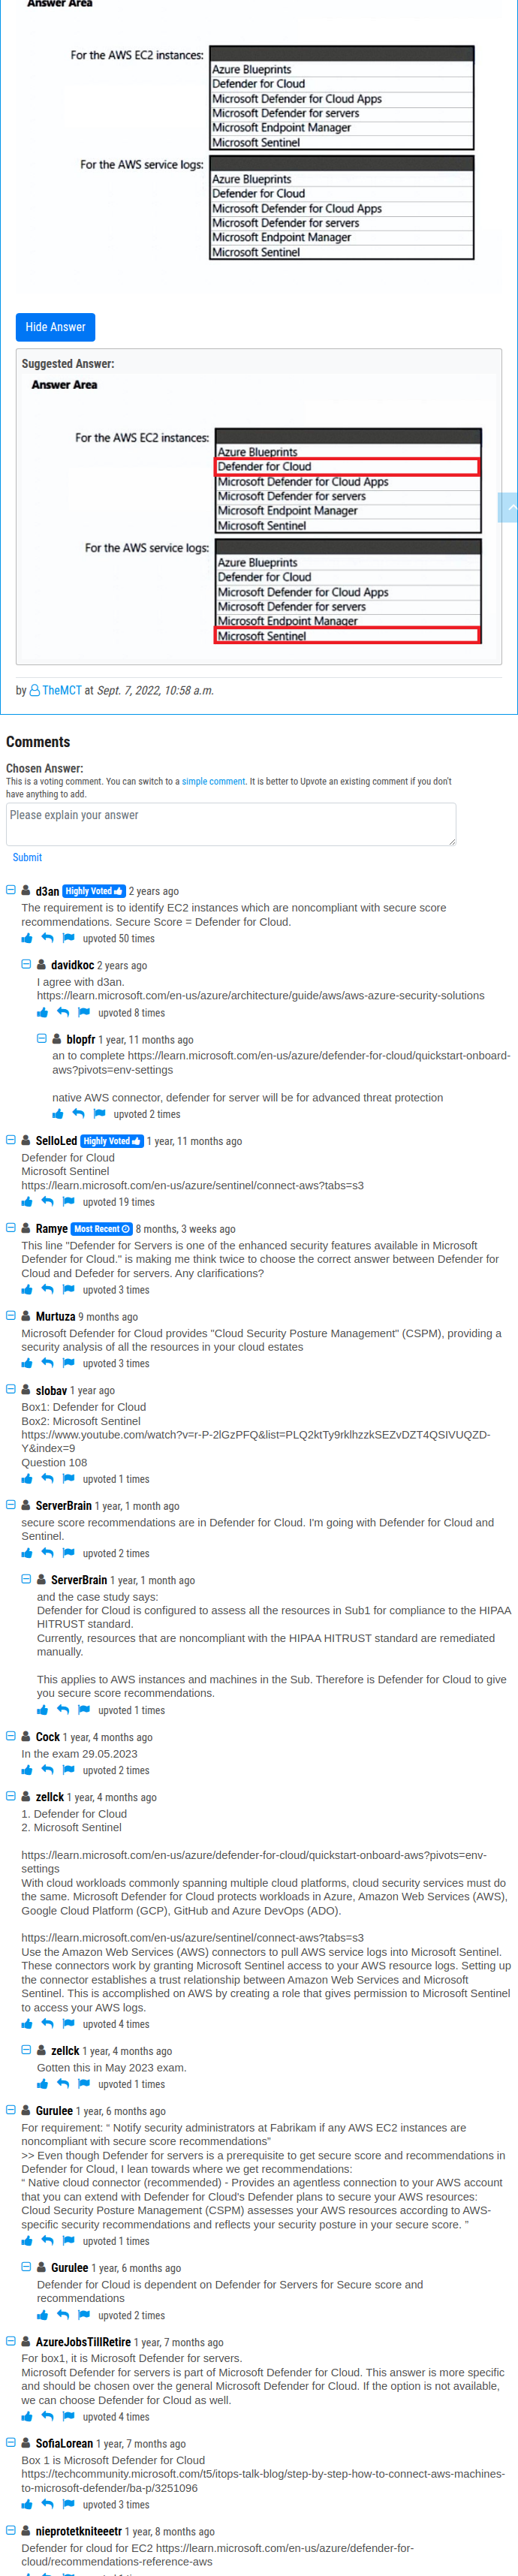 Answer Area
For the AWS EC2 instances:
Azure Blueprints
Defender for Cloud
Microsoft Defender for Cloud Apps
Microsoft Defender for servers
Microsoft Endpoint Manager
Microsoft Sentinel
For the AWS service logs:
Azure Blueprints
Defender for Cloud
Microsoft Defender for Cloud Apps
Microsoft Defender for servers
Microsoft Endpoint Manager
Microsoft Sentinel
Hide Answer
Suggested Answer:
Answer Area
For the AWS EC2 instances:
Azure Blueprints
Defender for Cloud
Microsoft Defender for Cloud Apps
Microsoft Defender for servers
Microsoft Endpoint Manager
Microsoft Sentinel
For the AWS service logs:
Azure Blueprints
Defender for Cloud
Microsoft Defender for Cloud Apps
Microsoft Defender for servers
Microsoft Endpoint Manager
Microsoft Sentinel
by TheMCT at Sept. 7, 2022, 10:58 a.m.
Comments
Chosen Answer:
This is a voting comment. You can switch to a simple comment. It is better to Upvote an existing comment if you don't
have anything to add.
Please explain your answer
Submit
d3an Highly Voted 2 years ago
The requirement is to identify EC2 instances which are noncompliant with secure score
recommendations. Secure Score = Defender for Cloud.
upvoted 50 times
davidkoc 2 years ago
I agree with d3an.
https://learn.microsoft.com/en-us/azure/architecture/guide/aws/aws-azure-security-solutions
upvoted 8 times
blopfr 1 year, 11 months ago
an to complete https://learn.microsoft.com/en-us/azure/defender-for-cloud/quickstart-onboard-
aws?pivots=env-settings
native AWS connector, defender for server will be for advanced threat protection
upvoted 2 times
SelloLed Highly Voted 1 year, 11 months ago
Defender for Cloud
Microsoft Sentinel
https://learn.microsoft.com/en-us/azure/sentinel/connect-aws?tabs=s3
upvoted 19 times
Ramye Most Recent 8 months, 3 weeks ago
This line "Defender for Servers is one of the enhanced security features available in Microsoft
Defender for Cloud." is making me think twice to choose the correct answer between Defender for
Cloud and Defeder for servers. Any clarifications?
upvoted 3 times
Murtuza 9 months ago
Microsoft Defender for Cloud provides "Cloud Security Posture Management" (CSPM), providing a
security analysis of all the resources in your cloud estates
upvoted 3 times
slobav 1 year ago
Box1: Defender for Cloud
Box2: Microsoft Sentinel
https://www.youtube.com/watch?v=r-P-2lGzPFQ&list=PLQ2ktTy9rklhzzkSEZvDZT4QSIVUQZD-
Y&index=9
Question 108
upvoted 1 times
ServerBrain 1 year, 1 month ago
secure score recommendations are in Defender for Cloud. I'm going with Defender for Cloud and
Sentinel.
upvoted 2 times
ServerBrain 1 year, 1 month ago
and the case study says:
Defender for Cloud is configured to assess all the resources in Sub1 for compliance to the HIPAA
HITRUST standard.
Currently, resources that are noncompliant with the HIPAA HITRUST standard are remediated
manually.
This applies to AWS instances and machines in the Sub. Therefore is Defender for Cloud to give
you secure score recommendations.
upvoted 1 times
Cock 1 year, 4 months ago
In the exam 29.05.2023
upvoted 2 times
zellck 1 year, 4 months ago
1. Defender for Cloud
2. Microsoft Sentinel
https://learn.microsoft.com/en-us/azure/defender-for-cloud/quickstart-onboard-aws?pivots=env-
settings
With cloud workloads commonly spanning multiple cloud platforms, cloud security services must do
the same. Microsoft Defender for Cloud protects workloads in Azure, Amazon Web Services (AWS),
Google Cloud Platform (GCP), GitHub and Azure DevOps (ADO).
https://learn.microsoft.com/en-us/azure/sentinel/connect-aws?tabs=s3
Use the Amazon Web Services (AWS) connectors to pull AWS service logs into Microsoft Sentinel.
These connectors work by granting Microsoft Sentinel access to your AWS resource logs. Setting up
the connector establishes a trust relationship between Amazon Web Services and Microsoft
Sentinel. This is accomplished on AWS by creating a role that gives permission to Microsoft Sentinel
to access your AWS logs.
upvoted 4 times
zellck 1 year, 4 months ago
Gotten this in May 2023 exam.
upvoted 1 times
Gurulee 1 year, 6 months ago
For requirement: “ Notify security administrators at Fabrikam if any AWS EC2 instances are
noncompliant with secure score recommendations”
>> Even though Defender for servers is a prerequisite to get secure score and recommendations in
Defender for Cloud, I lean towards where we get recommendations:
“ Native cloud connector (recommended) - Provides an agentless connection to your AWS account
that you can extend with Defender for Cloud's Defender plans to secure your AWS resources:
Cloud Security Posture Management (CSPM) assesses your AWS resources according to AWS-
specific security recommendations and reflects your security posture in your secure score. ”
upvoted 1 times
Gurulee 1 year, 6 months ago
Defender for Cloud is dependent on Defender for Servers for Secure score and
recommendations
upvoted 2 times
AzureJobsTillRetire 1 year, 7 months ago
For box1, it is Microsoft Defender for servers.
Microsoft Defender for servers is part of Microsoft Defender for Cloud. This answer is more specific
and should be chosen over the general Microsoft Defender for Cloud. If the option is not available,
we can choose Defender for Cloud as well.
upvoted 4 times
SofiaLorean 1 year, 7 months ago
Box 1 is Microsoft Defender for Cloud
https://techcommunity.microsoft.com/t5/itops-talk-blog/step-by-step-how-to-connect-aws-machines-
to-microsoft-defender/ba-p/3251096
upvoted 3 times
nieprotetkniteeetr 1 year, 8 months ago
Defender for cloud for EC2 https://learn.microsoft.com/en-us/azure/defender-for-
cloud/recommendations-reference-aws